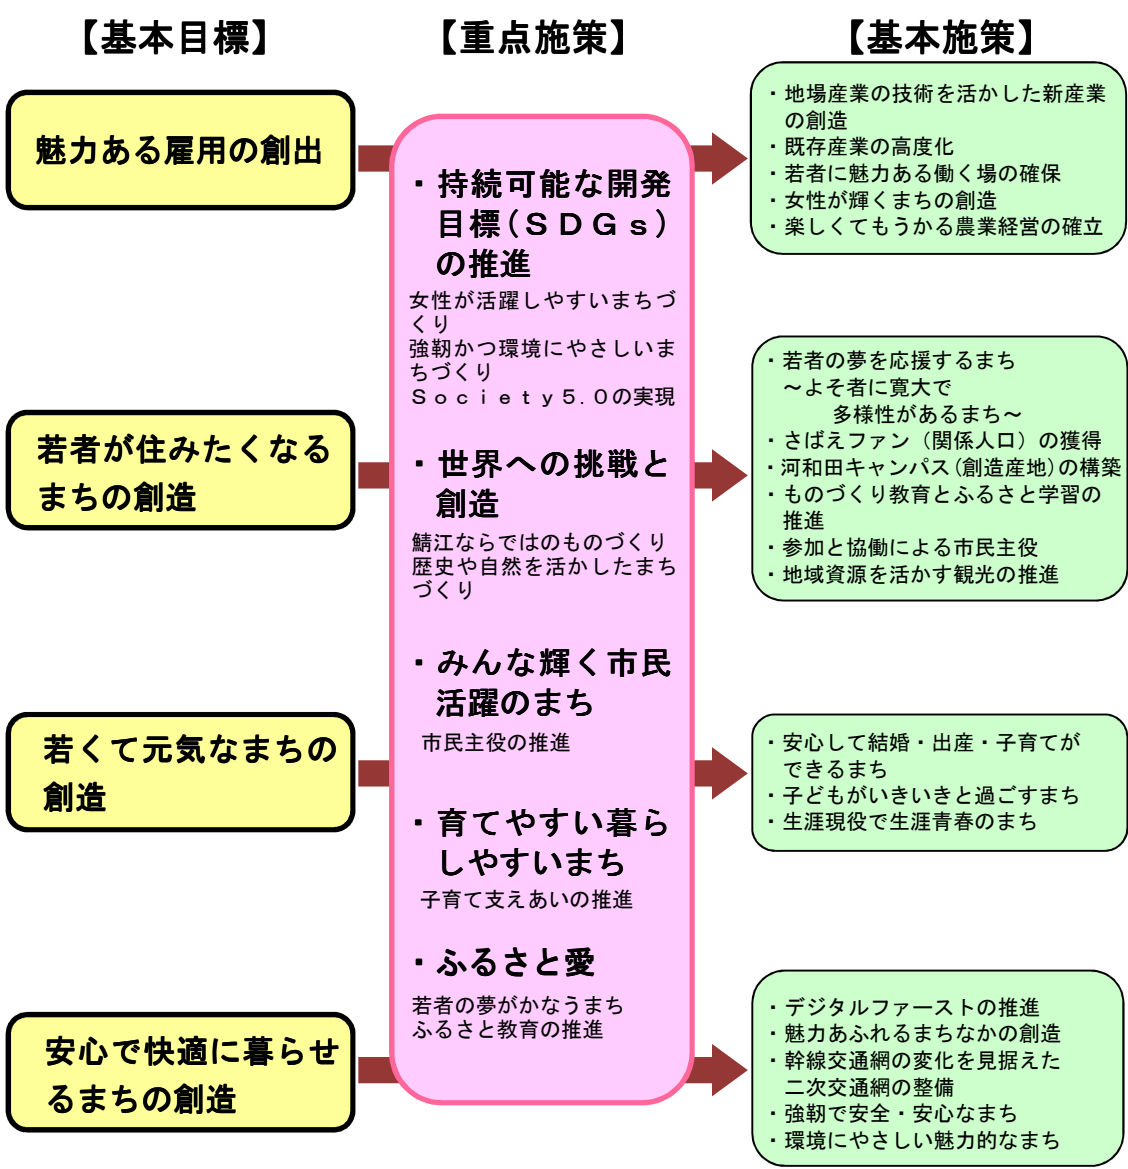 【基本目標】
【重点施策】
【基本施策】
魅力ある雇用の創出
若者が住みたくなる
まちの創造
若くて元気なまちの
創造
安心で快適に暮らせ
るまちの創造
・持続可能な開発
目標(ＳＤＧｓ)
の推進
女性が活躍しやすいまちづ
くり
強靭かつ環境にやさしいま
ちづくり
Ｓｏｃｉｅｔｙ５.０の実現
・世界への挑戦と
創造
鯖江ならではのものづくり
歴史や自然を活かしたまち
づくり
・みんな輝く市民
活躍のまち
市民主役の推進
・育てやすい暮ら
しやすいまち
子育て支えあいの推進
・ふるさと愛
若者の夢がかなうまち
ふるさと教育の推進
・地場産業の技術を活かした新産業
の創造
・既存産業の高度化
・若者に魅力ある働く場の確保
・女性が輝くまちの創造
・楽しくてもうかる農業経営の確立
・若者の夢を応援するまち
～よそ者に寛大で
多様性があるまち～
・さばえファン（関係人口）の獲得
・河和田キャンパス(創造産地)の構築
・ものづくり教育とふるさと学習の
推進
・参加と協働による市民主役
・地域資源を活かす観光の推進
・安心して結婚・出産・子育てが
できるまち
・子どもがいきいきと過ごすまち
・生涯現役で生涯青春のまち
・デジタルファーストの推進
・魅力あふれるまちなかの創造
・幹線交通網の変化を見据えた
二次交通網の整備
・強靭で安全・安心なまち
・環境にやさしい魅力的なまち